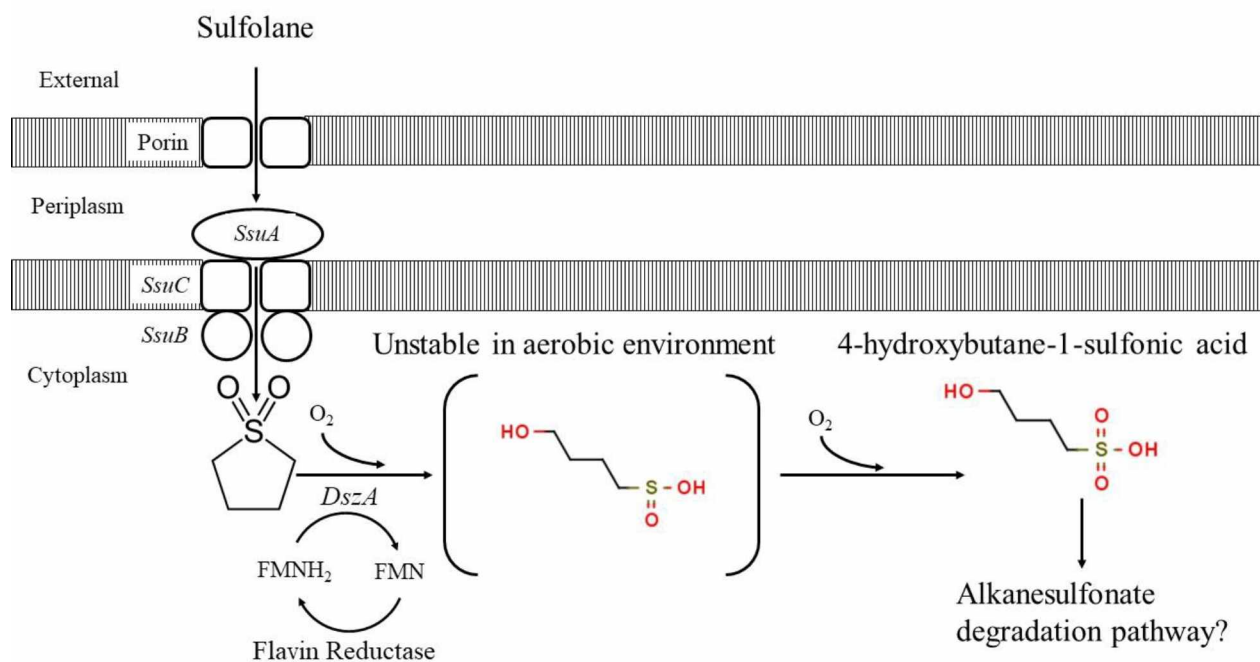 Sulfolane
External
Porin
Periplasm
SsuA
SsuC
SsuB
Unstable in aerobic environment
4-hydroxybutane-1-sulfonic acid
Cytoplasm
O O
S
O₂
DszA
FMNH₂
FMN
Flavin Reductase
HO
S OH
O
O₂
HO
O
S OH
O
Alkanesulfonate
degradation pathway?